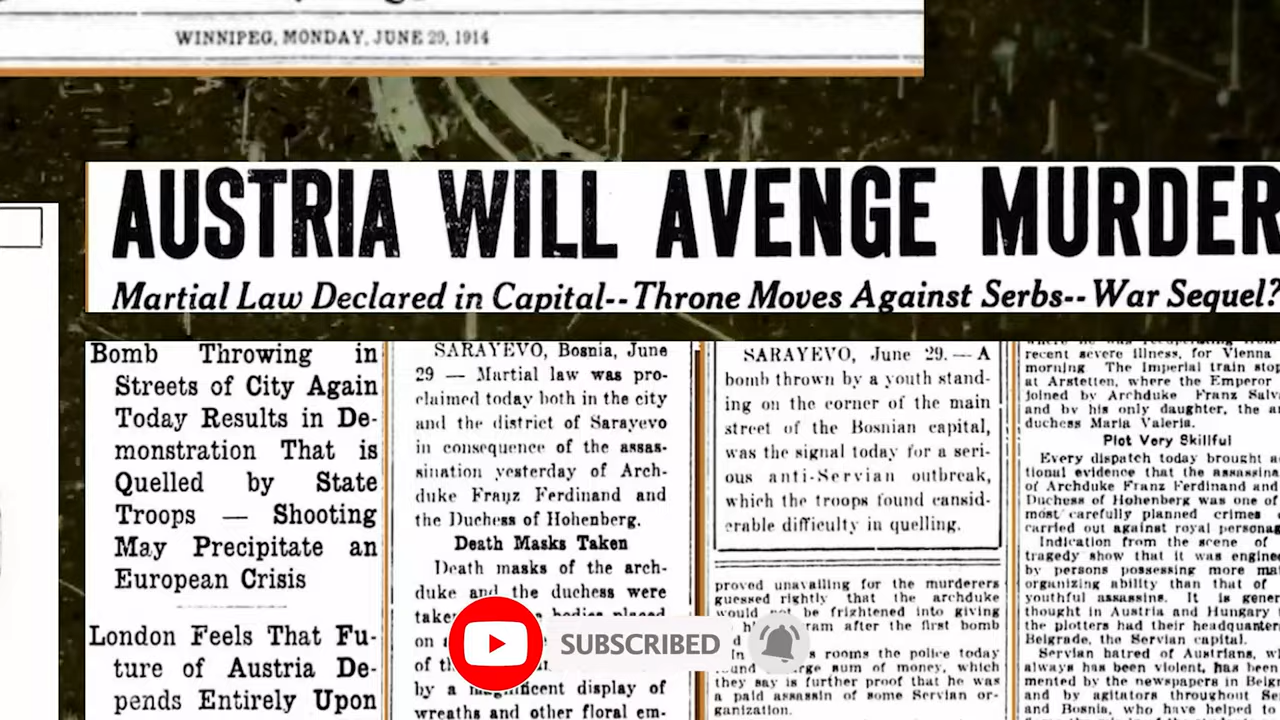 WINNIPEG, MONDAY, JUNE 29, 1914
AUSTRIA WILL AVENGE MURDER
Martial Law Declared in Capital--Throne Moves Against Serbs--War Sequel?
Bomb Throwing in
Streets of City Again
Today Results in De-
monstration That is
Quelled by State
Troops — Shooting
May Precipitate an
European Crisis
London Feels That Fu-
ture of Austria De-
pends Entirely Upon
SARAYEVO, Bosnia, June
29 — Martial law was pro-
claimed today both in the city
and the district of Sarayevo
in consequence of the assas-
sination yesterday of Arch-
duke Franz Ferdinand and
the Duchess of Hohenberg.
Death Masks Taken
Death masks of the arch-
duke and the duchess were
bodies placed
on
of th
by a magnificent display of
wreaths and other floral em-
SARAYEVO, June 29. — A
bomb thrown by a youth stand-
ing on the corner of the main
street of the Bosnian capital,
was the signal today for a seri-
ous anti-Servian outbreak,
which the troops found consid-
erable difficulty in quelling.
proved unavailing for the murderers
guessed rightly that the archduke
would not be frightened into giving
after the first bomb
rooms the police today
sum of money, which
they say is further proof that he was
a paid assassin of some Servian or-
ganization.
recent severe illness, for Vienna
morning The Imperial train stop
at Arstetten, where the Emperor
joined by Archduke Franz Salv
and by his only daughter, the a
duchess Maria Valeria.
Plot Very Skillful
Every dispatch today brought a
tional evidence that the assassina
of Archduke Franz Ferdinand and
Duchess of Hohenberg was one of
most carefully planned crimes
carried out against royal personag
Indication from the scene of
tragedy show that it was engine
by persons possessing more mat
organizing ability than that of
youthful assassins. It is gener
thought in Austria and Hungary
the plotters had their headquarter
Belgrade, the Servian capital.
Servian hatred of Austrians, w
always has been violent, has been
mented by the newspapers in Belg
and by agitators throughout Se
and Bosnia, who have helped to
SUBSCRIBED